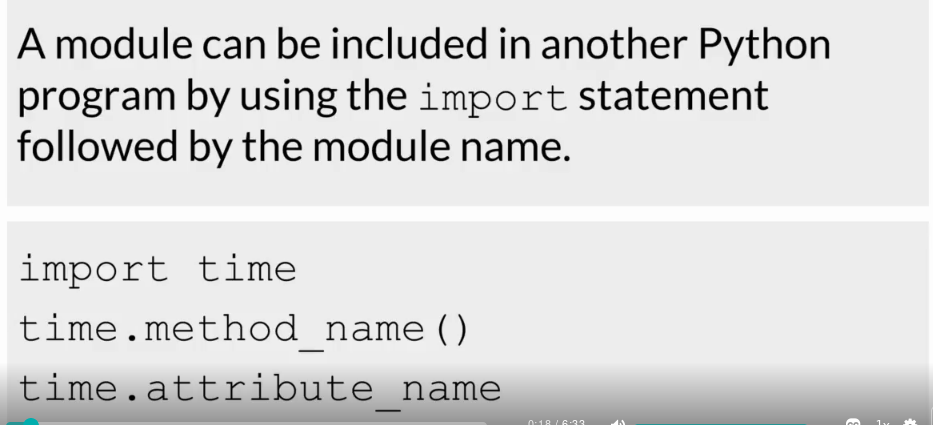 A module can be included in another Python
program by using the import statement
followed by the module name.
import time
time.method_name()
time.attribute_name
0:18 / 6:33
1x